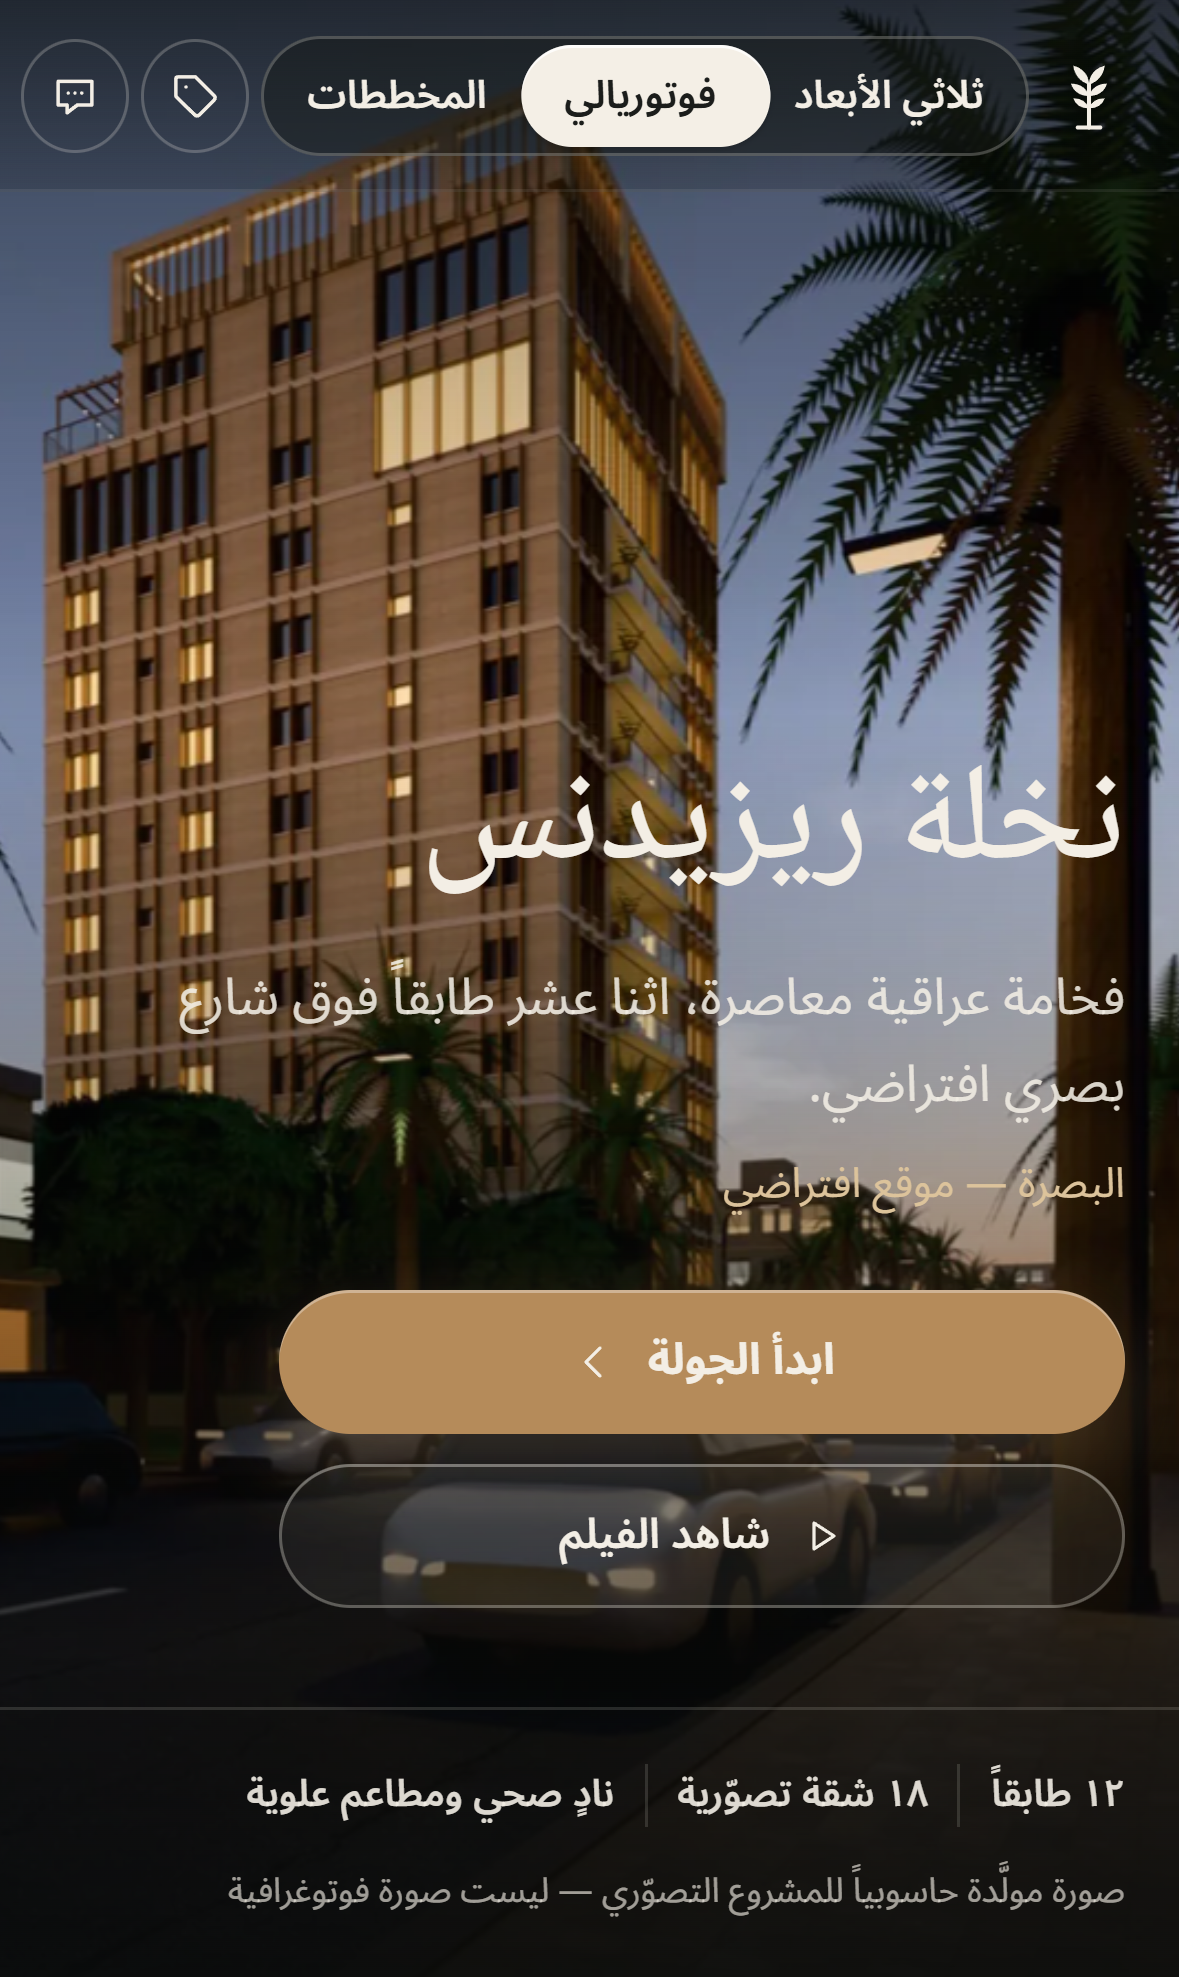 ثلاثي الأبعاد
فوتوريالي
المخططات
نخلة ريزيدنس
فخامة عراقية معاصرة، اثنا عشر طابقاً فوق شارع
بصري افتراضي.
البصرة — موقع افتراضي
ابدأ الجولة
شاهد الفيلم
١٢ طابقاً
١٨ شقة تصوّرية
نادٍ صحي ومطاعم علوية
صورة مولَّدة حاسوبياً للمشروع التصوّري — ليست صورة فوتوغرافية